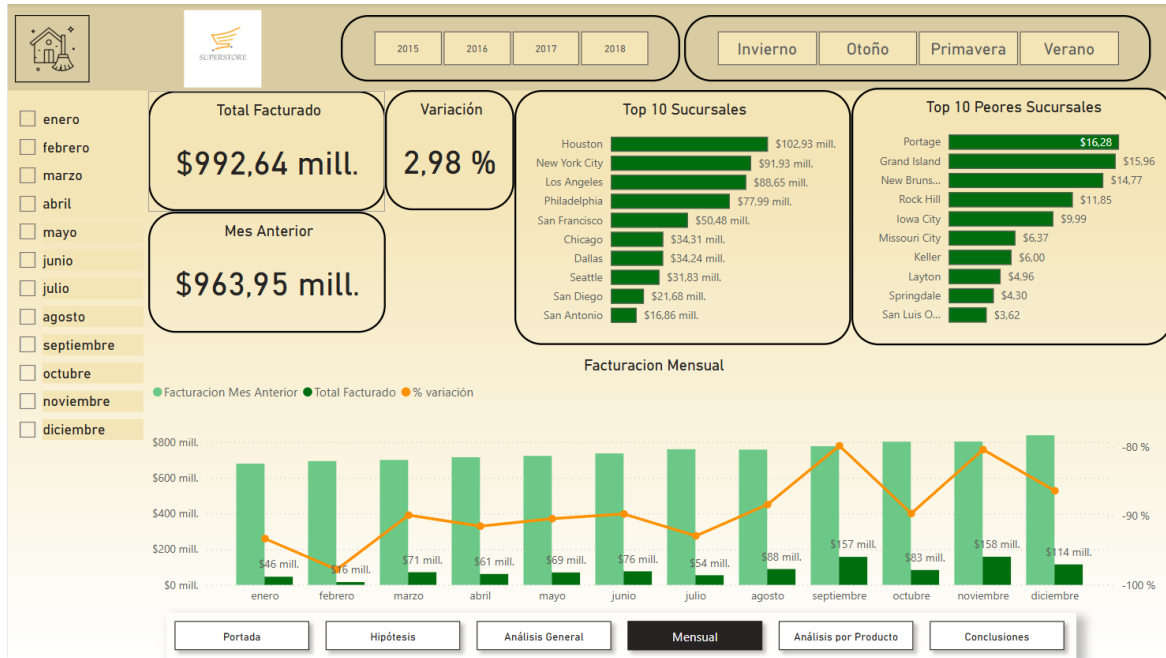 SUPERSTORE
2015
2016
2017
2018
Invierno
Otoño
Primavera
Verano
enero
febrero
marzo
abril
mayo
junio
julio
agosto
septiembre
octubre
noviembre
diciembre
Total Facturado
$992,64 mill.
Variación
2,98 %
Mes Anterior
$963,95 mill.
Top 10 Sucursales
Houston $102,93 mill.
New York City $91,93 mill.
Los Angeles $88,65 mill.
Philadelphia $77,99 mill.
San Francisco $50,48 mill.
Chicago $34,31 mill.
Dallas $34,24 mill.
Seattle $31,83 mill.
San Diego $21,68 mill.
San Antonio $16,86 mill.
Top 10 Peores Sucursales
Portage $16,28
Grand Island $15,96
New Bruns... $14,77
Rock Hill $11,85
Iowa City $9,99
Missouri City $6,37
Keller $6,00
Layton $4,96
Springdale $4,30
San Luis O... $3,62
Facturacion Mensual
Facturacion Mes Anterior Total Facturado % variación
$800 mill.
$600 mill.
$400 mill.
$200 mill.
$0 mill.
-80 %
-90 %
-100 %
$46 mill. $16 mill. $71 mill. $61 mill. $69 mill. $76 mill. $54 mill. $88 mill. $157 mill. $83 mill. $158 mill. $114 mill.
enero febrero marzo abril mayo junio julio agosto septiembre octubre noviembre diciembre
Portada
Hipótesis
Análisis General
Mensual
Análisis por Producto
Conclusiones